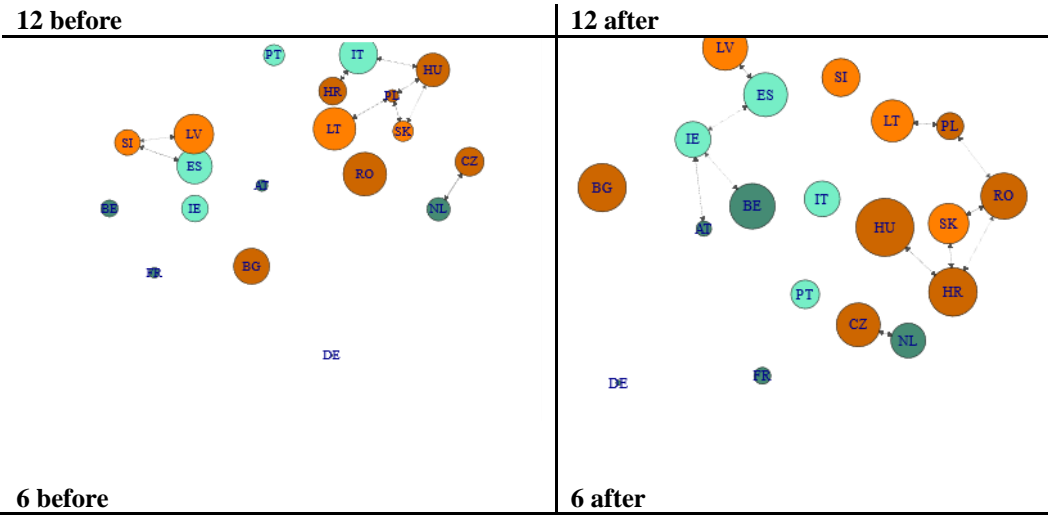 12 before
12 after
PT
IT
HU
HR
PL
LT
SK
SI
LV
ES
CZ
RO
AT
BE
IE
NL
FR
BG
DE
LV
SI
ES
LT
PL
IE
BG
BE
IT
RO
AT
HU
SK
PT
HR
CZ
NL
FR
DE
6 before
6 after